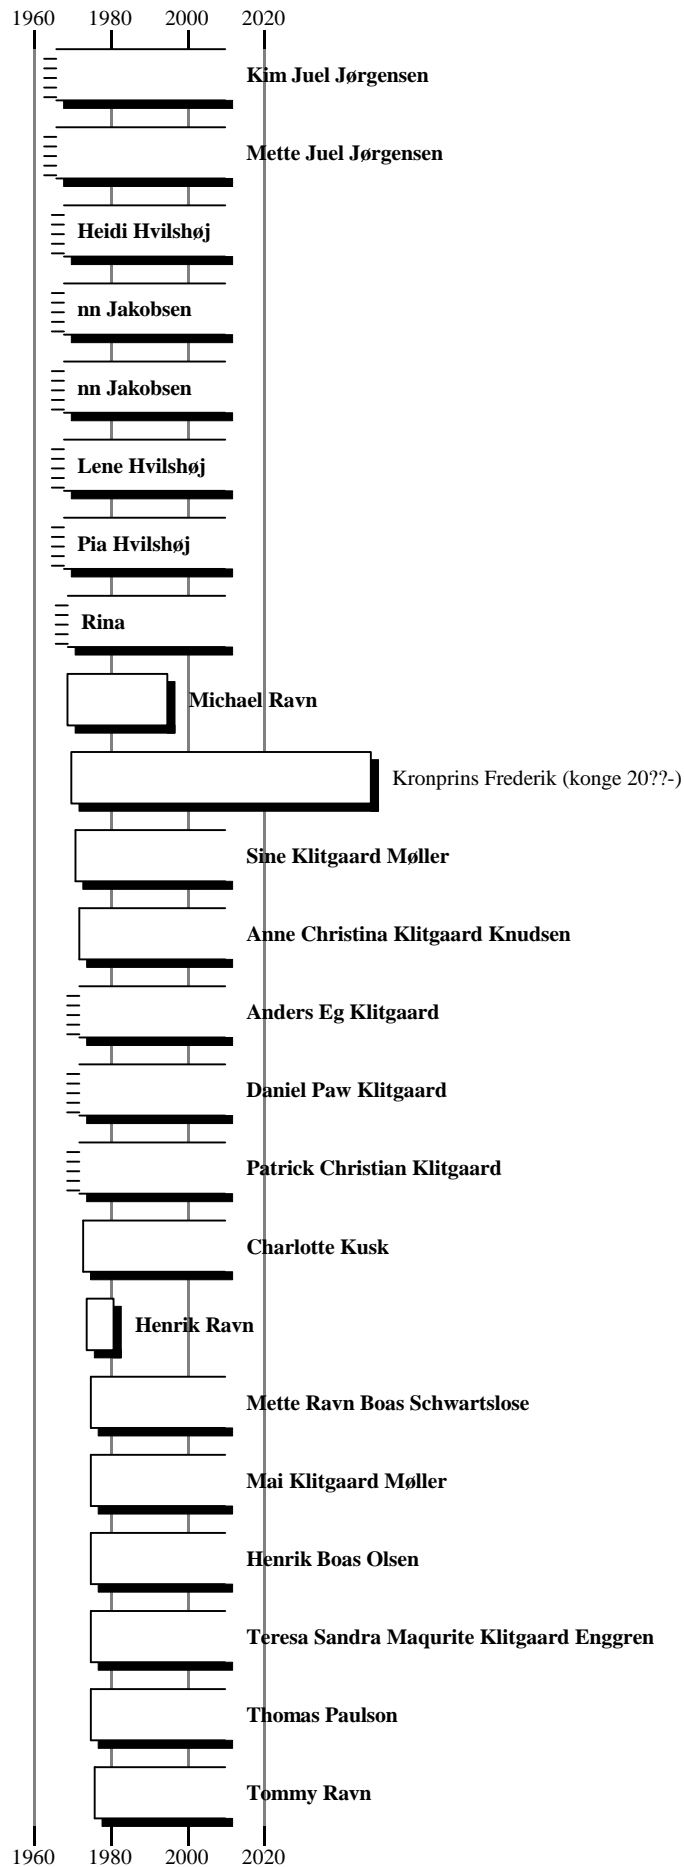 1960 1980 2000 2020
Kim Juel Jørgensen
Mette Juel Jørgensen
Heidi Hvilshøj
nn Jakobsen
nn Jakobsen
Lene Hvilshøj
Pia Hvilshøj
Rina
Michael Ravn
Kronprins Frederik (konge 20??-)
Sine Klitgaard Møller
Anne Christina Klitgaard Knudsen
Anders Eg Klitgaard
Daniel Paw Klitgaard
Patrick Christian Klitgaard
Charlotte Kusk
Henrik Ravn
Mette Ravn Boas Schwartslose
Mai Klitgaard Møller
Henrik Boas Olsen
Teresa Sandra Maqurite Klitgaard Enggren
Thomas Paulson
Tommy Ravn
1960 1980 2000 2020